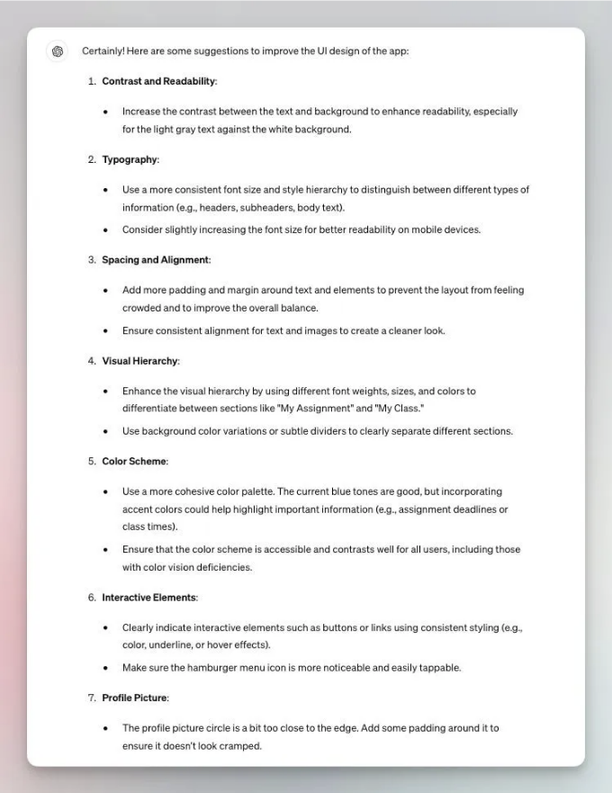 Certainly! Here are some suggestions to improve the UI design of the app:
1. Contrast and Readability:
• Increase the contrast between the text and background to enhance readability, especially
for the light gray text against the white background.
2. Typography:
• Use a more consistent font size and style hierarchy to distinguish between different types of
information (e.g., headers, subheaders, body text).
• Consider slightly increasing the font size for better readability on mobile devices.
3. Spacing and Alignment:
• Add more padding and margin around text and elements to prevent the layout from feeling
crowded and to improve the overall balance.
• Ensure consistent alignment for text and images to create a cleaner look.
4. Visual Hierarchy:
• Enhance the visual hierarchy by using different font weights, sizes, and colors to
differentiate between sections like "My Assignment" and "My Class."
• Use background color variations or subtle dividers to clearly separate different sections.
5. Color Scheme:
• Use a more cohesive color palette. The current blue tones are good, but incorporating
accent colors could help highlight important information (e.g., assignment deadlines or
class times).
• Ensure that the color scheme is accessible and contrasts well for all users, including those
with color vision deficiencies.
6. Interactive Elements:
• Clearly indicate interactive elements such as buttons or links using consistent styling (e.g.,
color, underline, or hover effects).
• Make sure the hamburger menu icon is more noticeable and easily tappable.
7. Profile Picture:
• The profile picture circle is a bit too close to the edge. Add some padding around it to
ensure it doesn't look cramped.